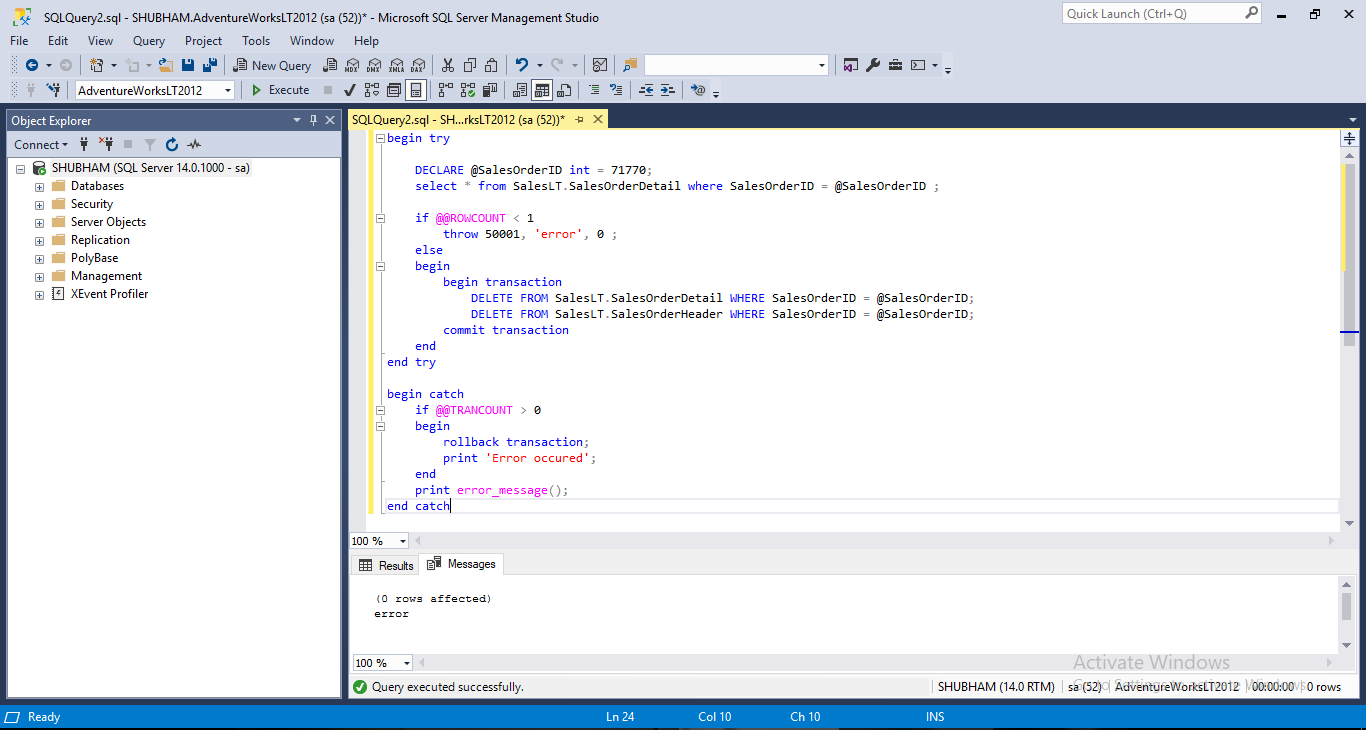 SQLQuery2.sql - SHUBHAM.AdventureWorksLT2012 (sa (52))* - Microsoft SQL Server Management Studio
Quick Launch (Ctrl+Q)
File Edit View Query Project Tools Window Help
New Query MDX DMX XMLA DAX
AdventureWorksLT2012 Execute
Object Explorer
Connect
SHUBHAM (SQL Server 14.0.1000 - sa)
Databases
Security
Server Objects
Replication
PolyBase
Management
XEvent Profiler
SQLQuery2.sql - SH...rksLT2012 (sa (52))*
begin try
DECLARE @SalesOrderID int = 71770;
select * from SalesLT.SalesOrderDetail where SalesOrderID = @SalesOrderID ;
if @@ROWCOUNT < 1
throw 50001, 'error', 0 ;
else
begin
begin transaction
DELETE FROM SalesLT.SalesOrderDetail WHERE SalesOrderID = @SalesOrderID;
DELETE FROM SalesLT.SalesOrderHeader WHERE SalesOrderID = @SalesOrderID;
commit transaction
end
end try
begin catch
if @@TRANCOUNT > 0
begin
rollback transaction;
print 'Error occured';
end
print error_message();
end catch
100 %
Results Messages
(0 rows affected)
error
100 %
Activate Windows
Go to Settings to activate Windows.
Query executed successfully. SHUBHAM (14.0 RTM) sa (52) AdventureWorksLT2012 00:00:00 0 rows
Ready Ln 24 Col 10 Ch 10 INS